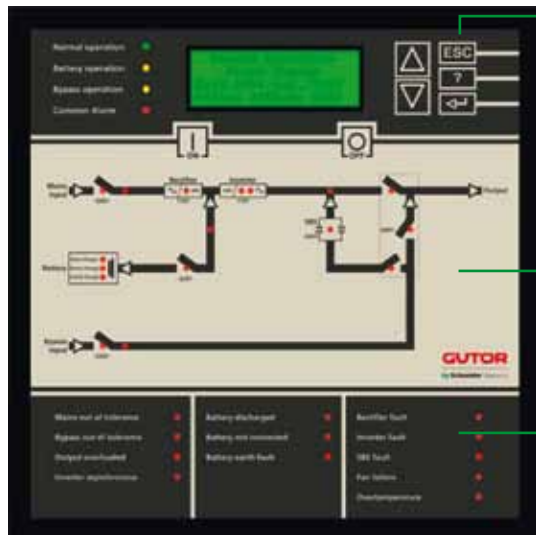 Normal operation
Battery operation
Bypass operation
Common Alarm
ESC
?
ON
OFF
Mains
input
Rectifier
Inverter
Output
SBS
Battery
Bypass
input
GUTOR
by Schneider Electric
Mains out of tolerance
Bypass out of tolerance
Output overloaded
Inverter asynchronous
Battery discharged
Battery not connected
Battery earth fault
Rectifier fault
Inverter fault
SBS fault
Fan failure
Overtemperature